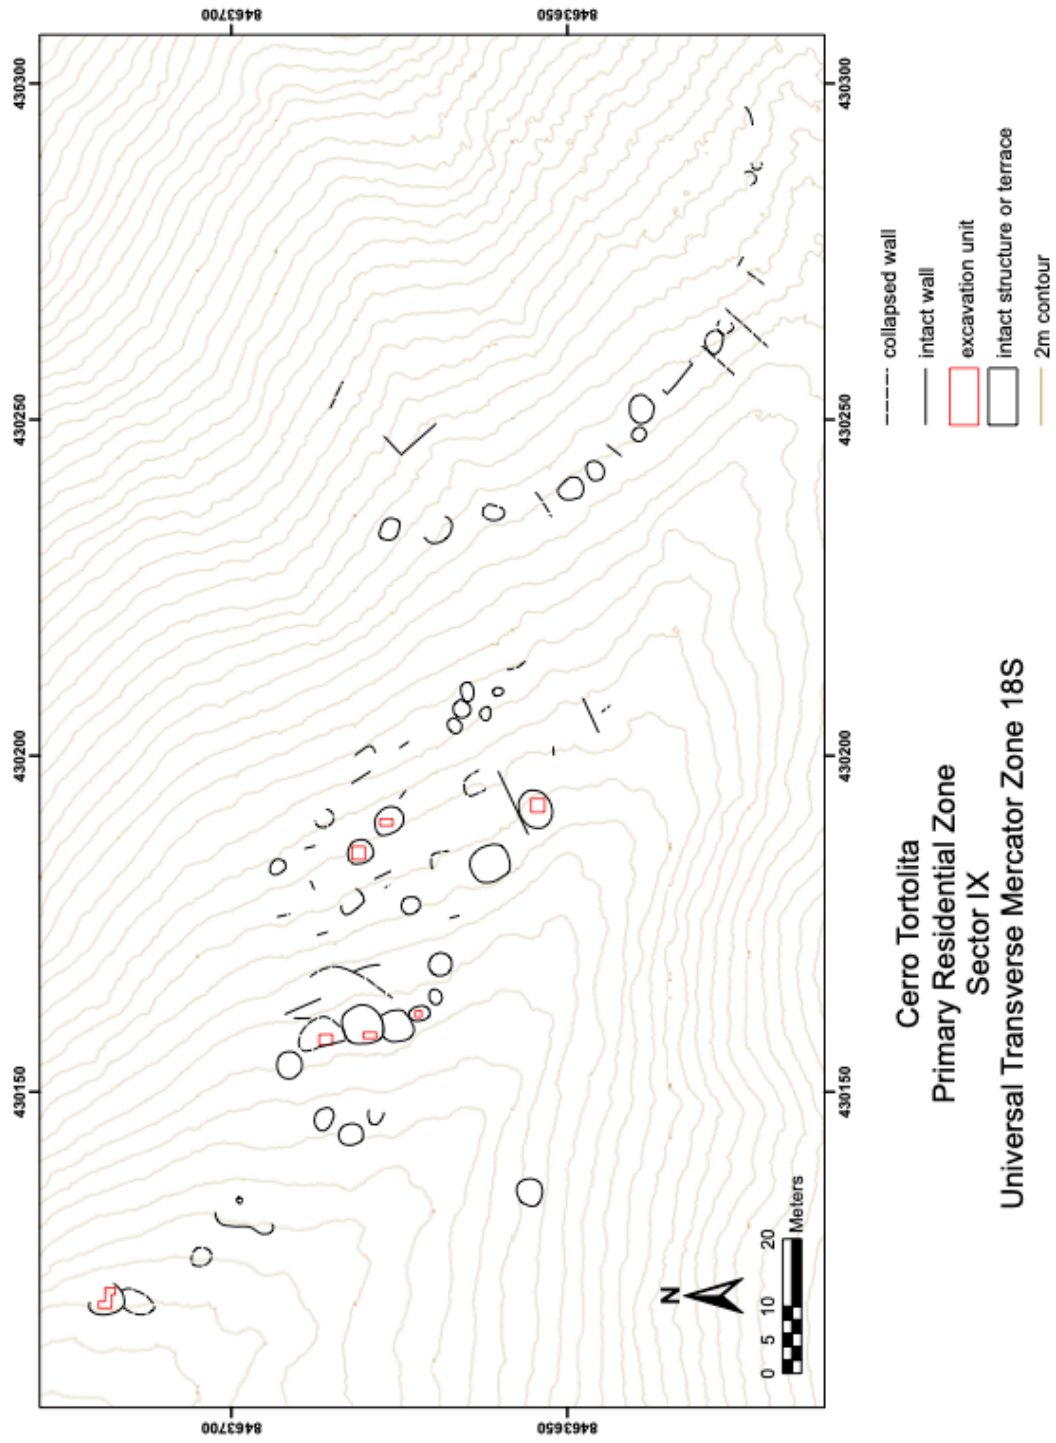 8463700
8463650
430300
430300
430250
430250
430200
430200
430150
430150
8463700
8463650
N
0 5 10 20
Meters
collapsed wall
intact wall
excavation unit
intact structure or terrace
2m contour
Cerro Tortolita
Primary Residential Zone
Sector IX
Universal Transverse Mercator Zone 18S